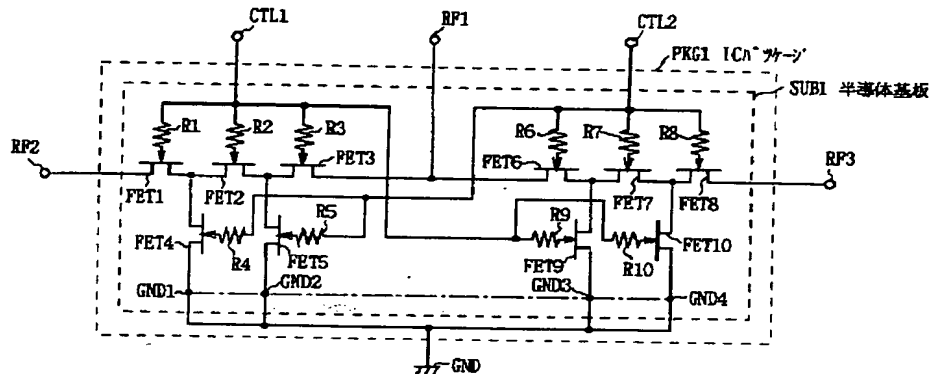 CTL1
RF1
CTL2
PKG1 ICパッケージ
SUB1 半導体基板
R1
R2
R3
R6
R7
R8
RF2
FET3
FET6
RF3
FET1
FET2
FET7
FET8
R5
R9
FET4
R4
FET5
FET9
R10
FET10
GND1
GND2
GND3
GND4
GND